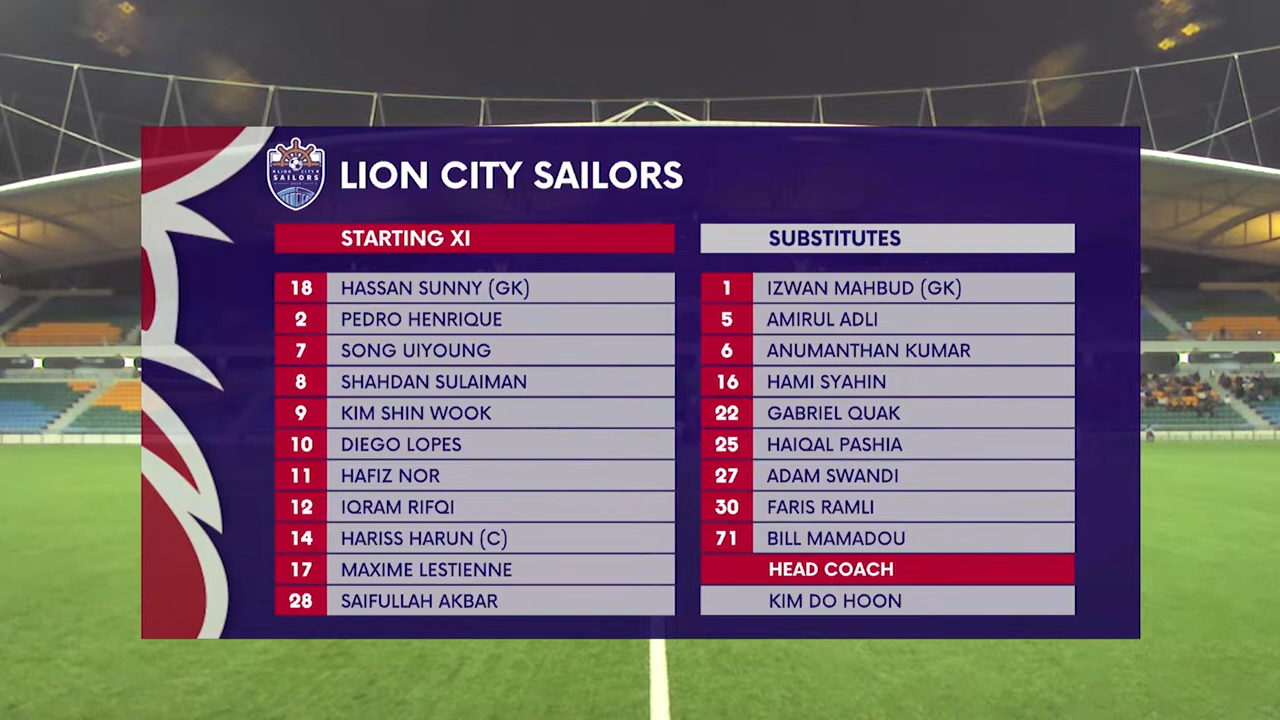 LION CITY
SAILORS
LION CITY SAILORS
STARTING XI
18 HASSAN SUNNY (GK)
2 PEDRO HENRIQUE
7 SONG UIYOUNG
8 SHAHDAN SULAIMAN
9 KIM SHIN WOOK
10 DIEGO LOPES
11 HAFIZ NOR
12 IQRAM RIFQI
14 HARISS HARUN (C)
17 MAXIME LESTIENNE
28 SAIFULLAH AKBAR
SUBSTITUTES
1 IZWAN MAHBUD (GK)
5 AMIRUL ADLI
6 ANUMANTHAN KUMAR
16 HAMI SYAHIN
22 GABRIEL QUAK
25 HAIQAL PASHIA
27 ADAM SWANDI
30 FARIS RAMLI
71 BILL MAMADOU
HEAD COACH
KIM DO HOON